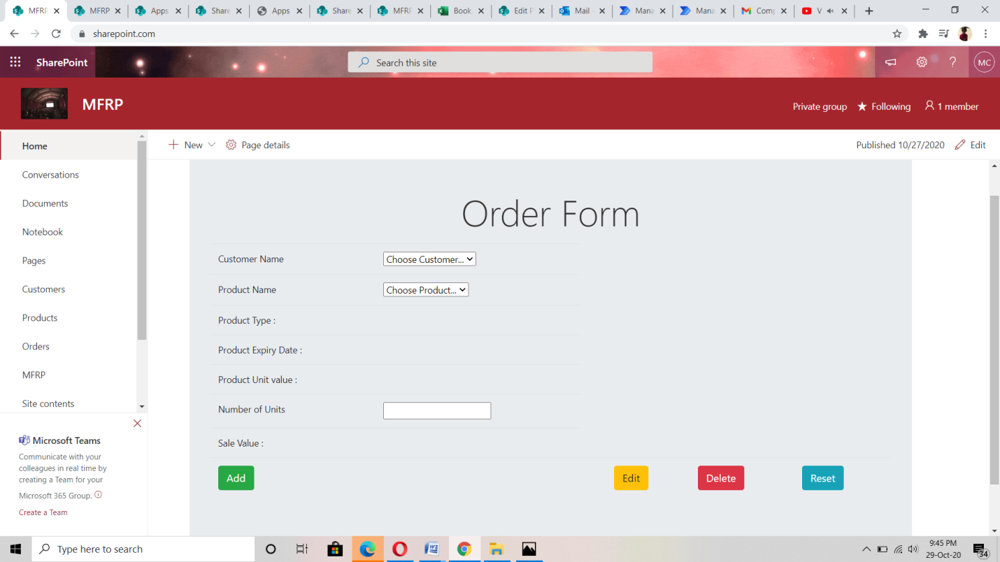 MFRP
MFRP
Apps
Share
Apps
Share
MFRP
Book
Edit P
Mail
Mana
Mana
Comp
V
sharepoint.com
SharePoint
Search this site
?
MC
MFRP
Private group
Following
1 member
Home
Conversations
Documents
Notebook
Pages
Customers
Products
Orders
MFRP
Site contents
New
Page details
Published 10/27/2020
Edit
Order Form
Customer Name
Choose Customer...
Product Name
Choose Product...
Product Type :
Product Expiry Date :
Product Unit value :
Number of Units
Sale Value :
Add
Edit
Delete
Reset
Microsoft Teams
Communicate with your
colleagues in real time by
creating a Team for your
Microsoft 365 Group.
Create a Team
Type here to search
9:45 PM
29-Oct-20
34